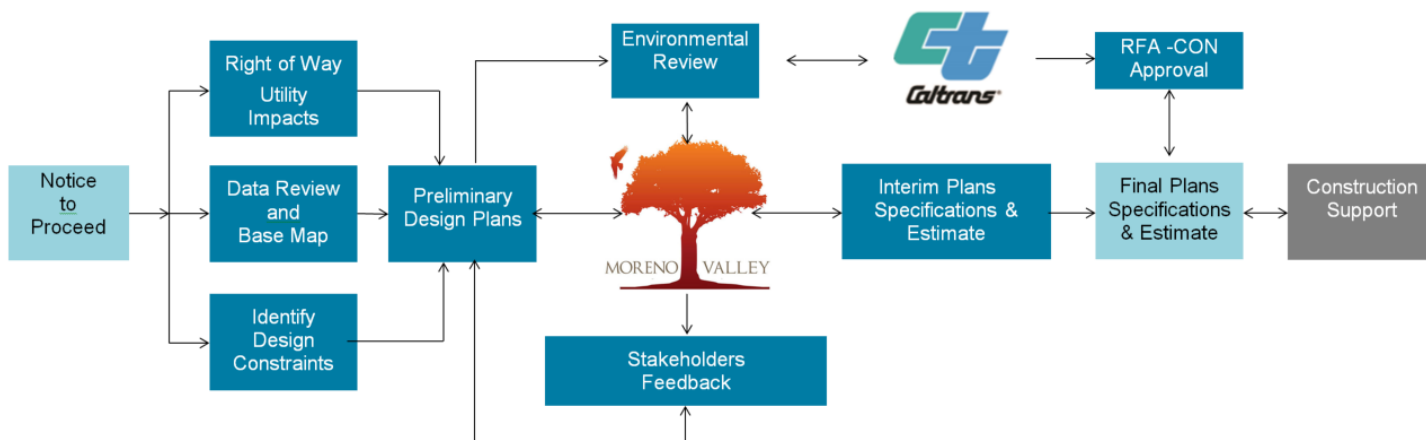 Notice
to
Proceed
Right of Way
Utility
Impacts
Data Review
and
Base Map
Identify
Design
Constraints
Preliminary
Design Plans
Environmental
Review
MORENO VALLEY
Stakeholders
Feedback
Caltrans®
Interim Plans
Specifications &
Estimate
RFA -CON
Approval
Final Plans
Specifications
& Estimate
Construction
Support